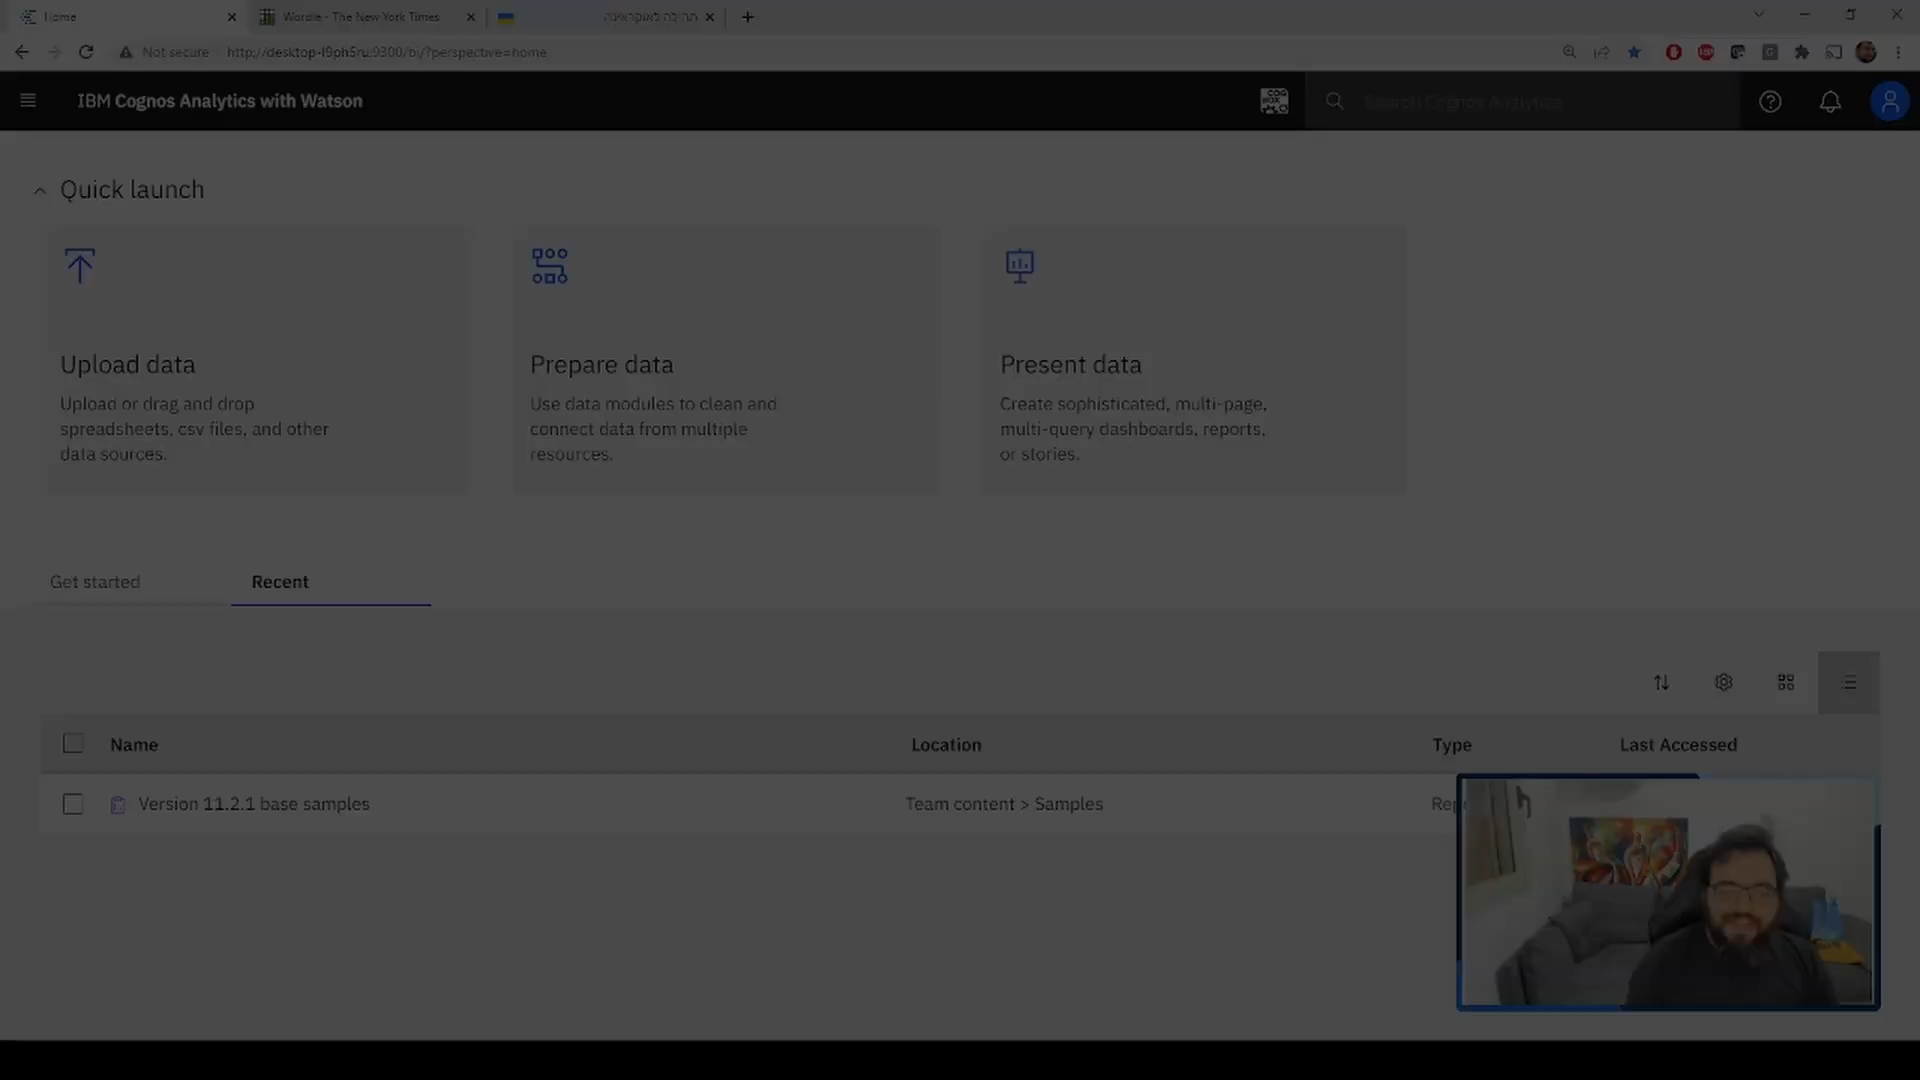 Home
Wordle - The New York Times
Not secure
http://desktop-l9ph5ru:9300/bi/?perspective=home
IBM Cognos Analytics with Watson
Search Cognos Analytics
Quick launch
Upload data
Upload or drag and drop
spreadsheets, csv files, and other
data sources.
Prepare data
Use data modules to clean and
connect data from multiple
resources.
Present data
Create sophisticated, multi-page,
multi-query dashboards, reports,
or stories.
Get started
Recent
Name
Location
Type
Last Accessed
Version 11.2.1 base samples
Team content > Samples
Rep